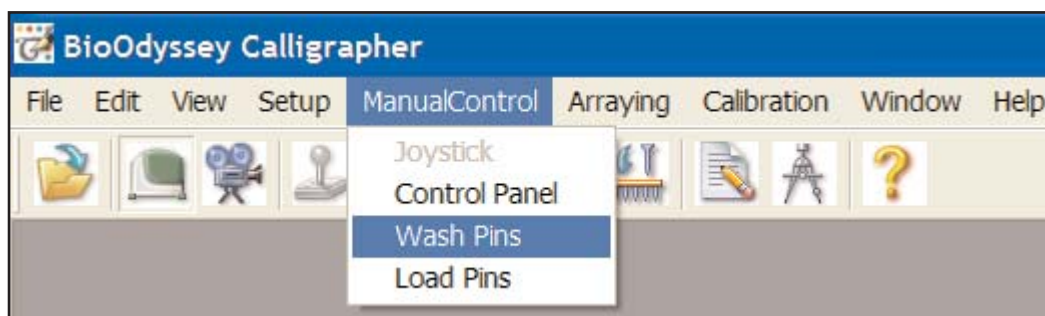 BioOdyssey Calligrapher
File Edit View Setup ManualControl Arraying Calibration Window Help
Joystick
Control Panel
Wash Pins
Load Pins